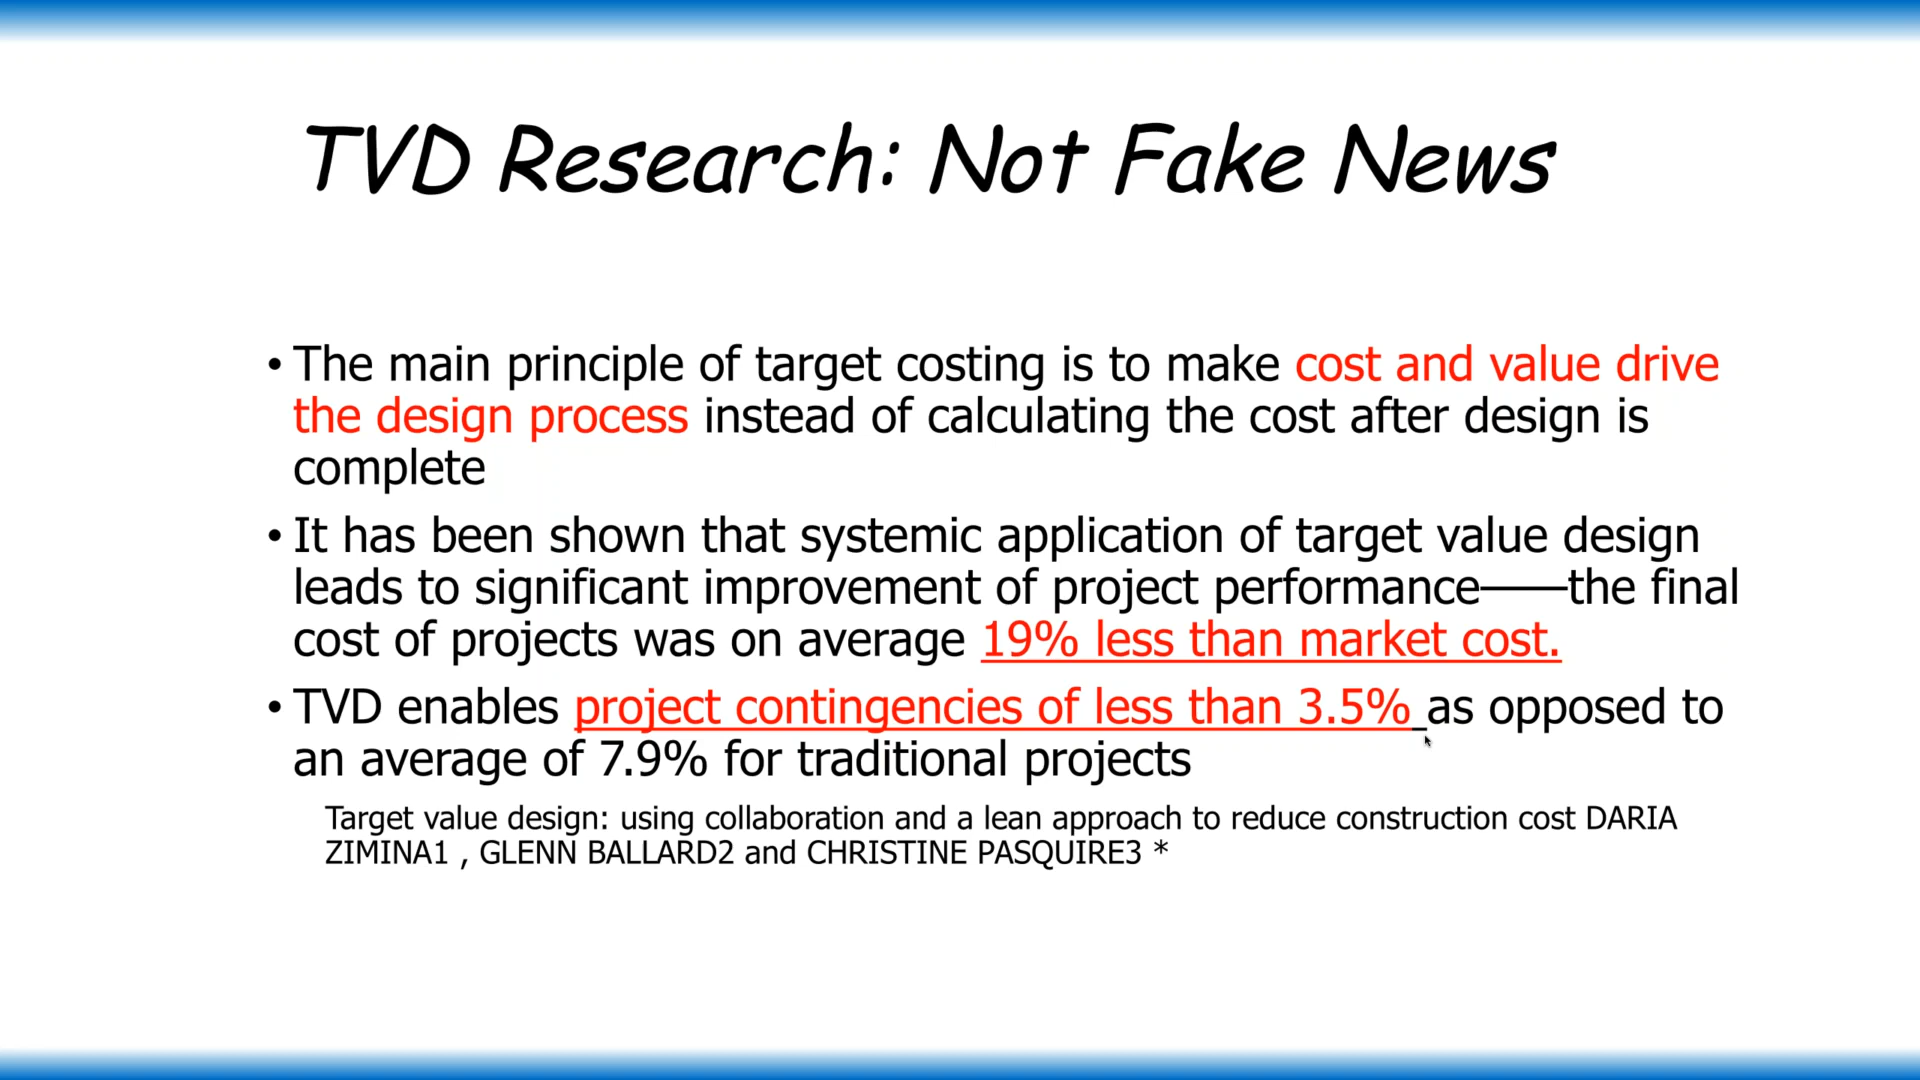 TVD Research: Not Fake News
• The main principle of target costing is to make cost and value drive
the design process instead of calculating the cost after design is
complete
• It has been shown that systemic application of target value design
leads to significant improvement of project performance——the final
cost of projects was on average 19% less than market cost.
• TVD enables project contingencies of less than 3.5% as opposed to
an average of 7.9% for traditional projects
Target value design: using collaboration and a lean approach to reduce construction cost DARIA
ZIMINA1 , GLENN BALLARD2 and CHRISTINE PASQUIRE3 *